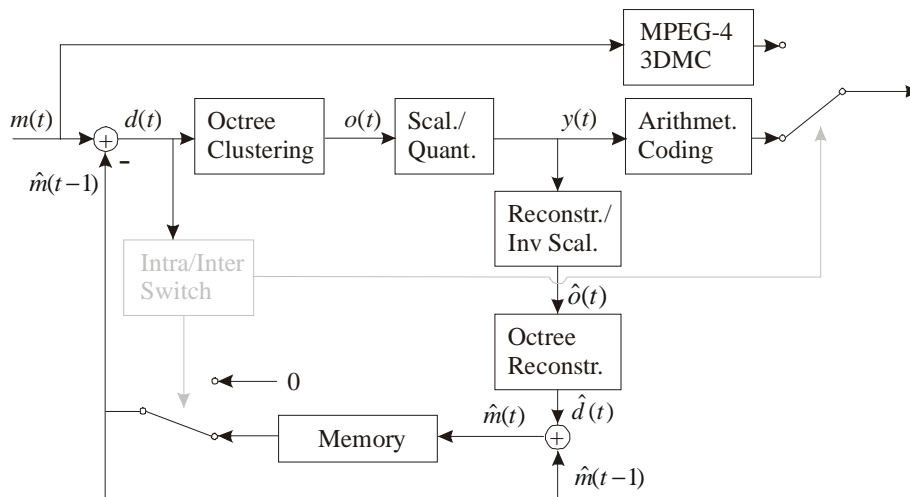 MPEG-4
3DMC
m(t)
d(t)
Octree
Clustering
o(t)
Scal./
Quant.
y(t)
Arithmet.
Coding
+
-
m̂(t−1)
Reconstr./
Inv Scal.
Intra/Inter
Switch
ô(t)
Octree
Reconstr.
0
d̂(t)
m̂(t)
Memory
+
m̂(t−1)